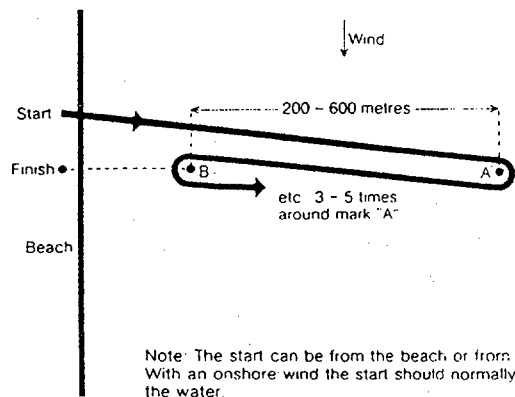 Wind
200 - 600 metres
Start
Finish
B
A
etc 3 - 5 times
around mark "A"
Beach
Note: The start can be from the beach or from
With an onshore wind the start should normally
the water.